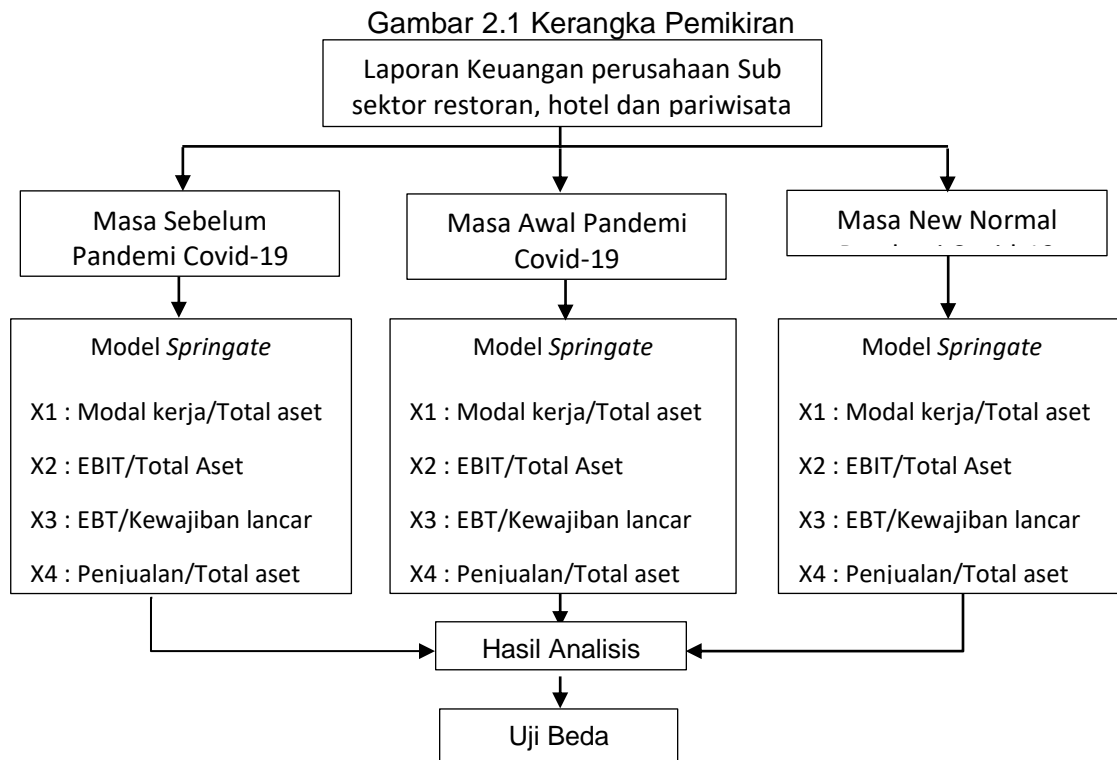 Gambar 2.1 Kerangka Pemikiran
Laporan Keuangan perusahaan Sub
sektor restoran, hotel dan pariwisata
Masa Sebelum
Pandemi Covid-19
Masa Awal Pandemi
Covid-19
Masa New Normal
Model Springate
X1 : Modal kerja/Total aset
X2 : EBIT/Total Aset
X3 : EBT/Kewajiban lancar
X4 : Penjualan/Total aset
Model Springate
X1 : Modal kerja/Total aset
X2 : EBIT/Total Aset
X3 : EBT/Kewajiban lancar
X4 : Penjualan/Total aset
Model Springate
X1 : Modal kerja/Total aset
X2 : EBIT/Total Aset
X3 : EBT/Kewajiban lancar
X4 : Penjualan/Total aset
Hasil Analisis
Uji Beda